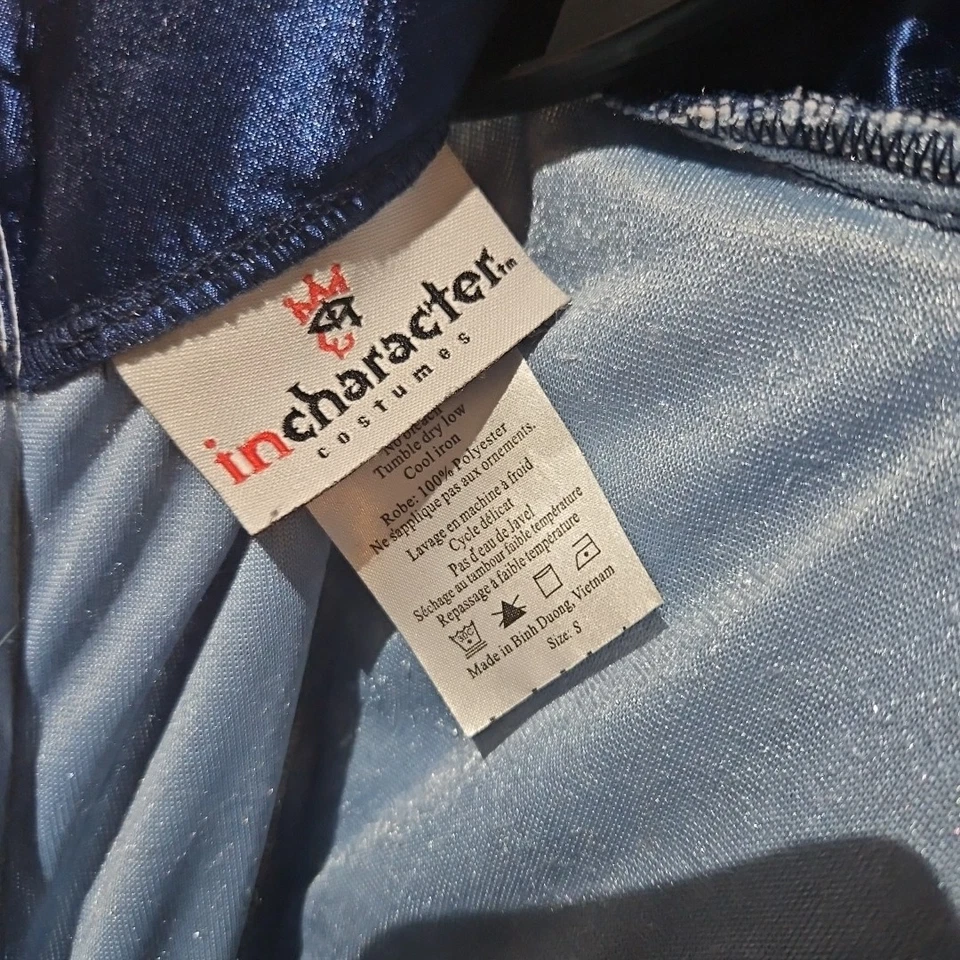 incharacter™
costumes
No bleach
Tumble dry low
Cool iron
Robe: 100% Polyester
Ne s'applique pas aux ornements.
Lavage en machine à froid
Cycle délicat
Pas d'eau de Javel
Séchage au tambour faible température
Repassage à faible température
30C
Made in Binh Duong, Vietnam
Size: S